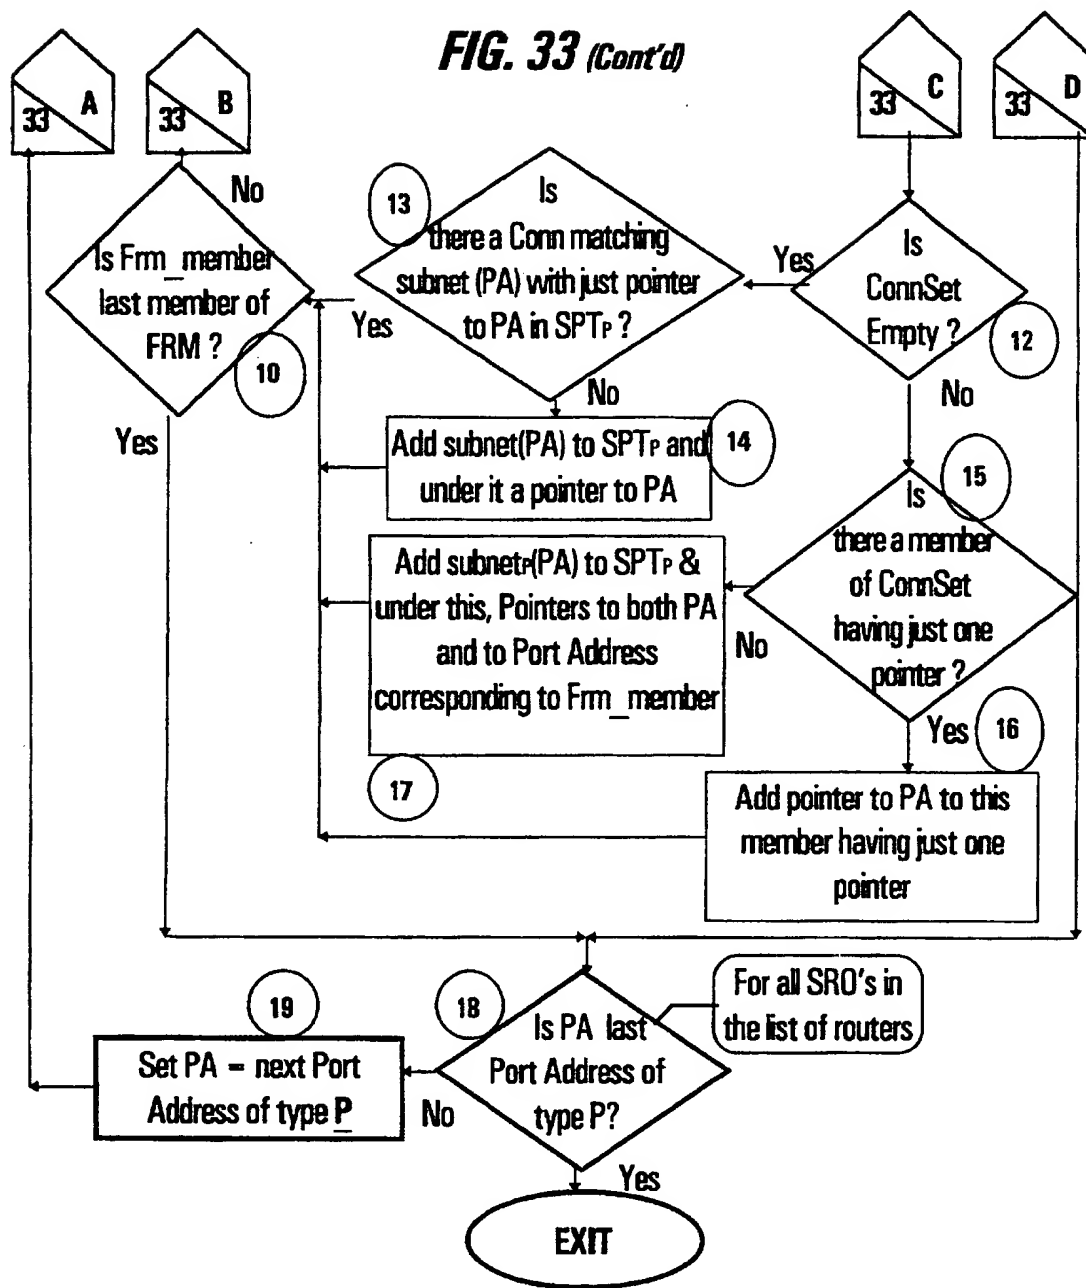 FIG. 33 (Cont'd)
33 A
33 B
33 C
33 D
No
Is Frm_member
last member of
FRM ?
10
Yes
13
Is
there a Conn matching
subnet (PA) with just pointer
to PA in SPTP ?
Yes
No
Yes
Is
ConnSet
Empty ?
12
No
Add subnet(PA) to SPTP and
under it a pointer to PA
14
15
Is
there a member
of ConnSet
having just one
pointer ?
No
Yes
16
Add subnetP(PA) to SPTP &
under this, Pointers to both PA
and to Port Address
corresponding to Frm_member
17
Add pointer to PA to this
member having just one
pointer
For all SRO's in
the list of routers
18
Is PA last
Port Address of
type P?
No
Yes
19
Set PA = next Port
Address of type P
EXIT